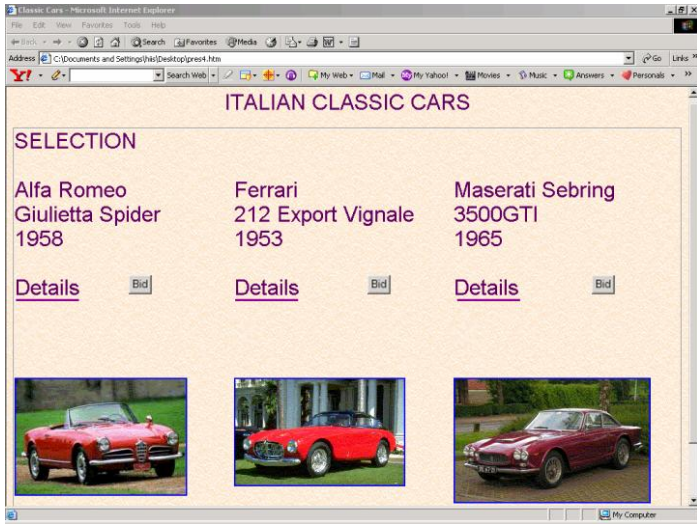 Classic Cars - Microsoft Internet Explorer
File Edit View Favorites Tools Help
Back Search Favorites Media
Address C:\Documents and Settings\his\Desktop\pres4.htm Go Links »
Y! Search Web My Web Mail My Yahoo! Movies Music Answers Personals »
ITALIAN CLASSIC CARS
SELECTION
Alfa Romeo Ferrari Maserati Sebring
Giulietta Spider 212 Export Vignale 3500GTI
1958 1953 1965
Details Bid Details Bid Details Bid
My Computer